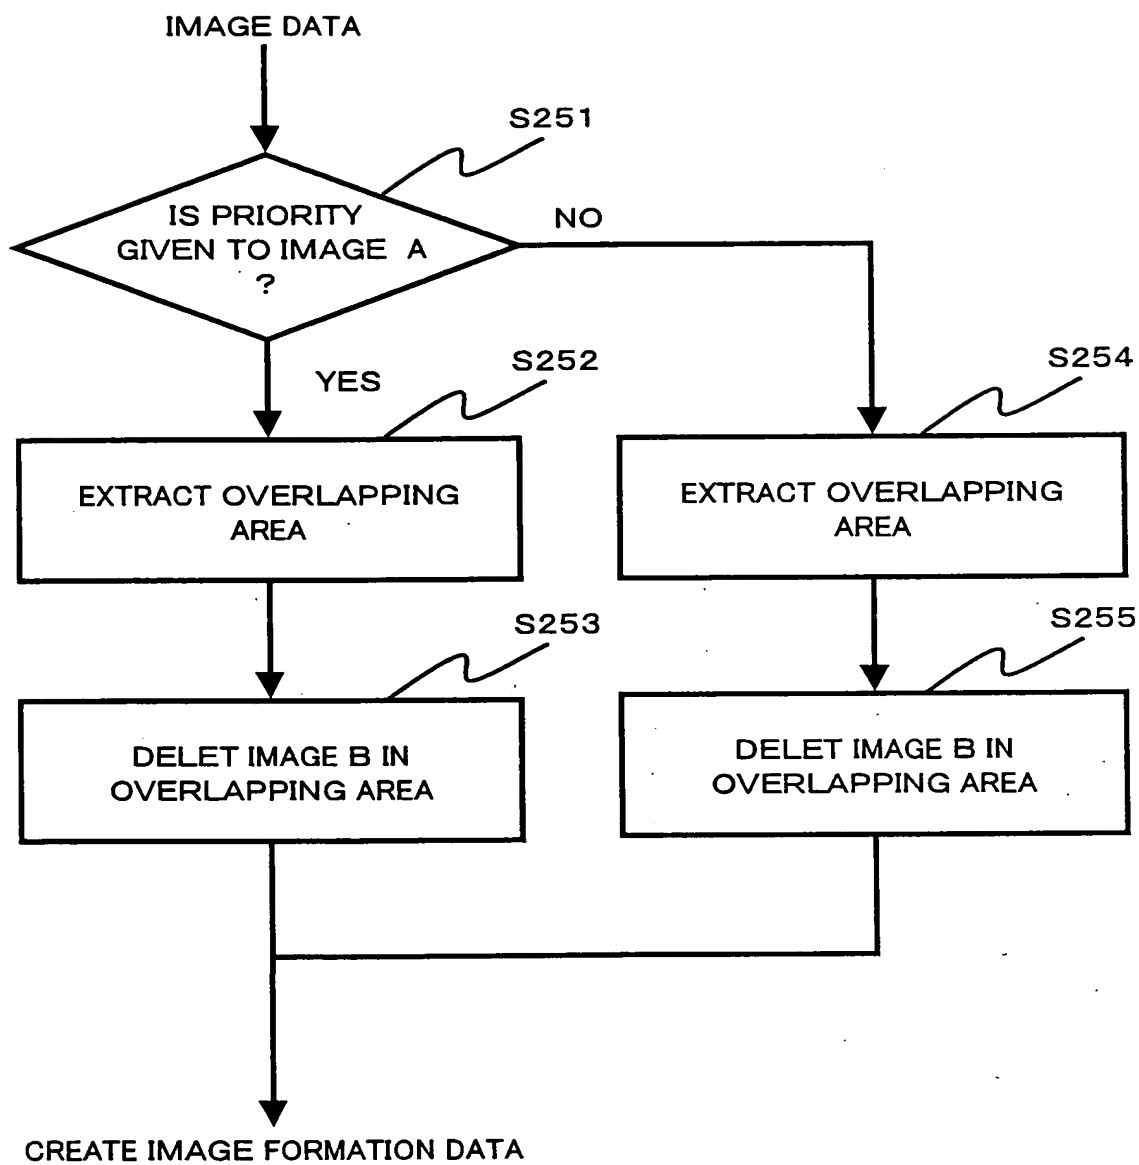 IMAGE DATA
S251
IS PRIORITY
GIVEN TO IMAGE A
?
NO
YES
S252
EXTRACT OVERLAPPING
AREA
S254
EXTRACT OVERLAPPING
AREA
S253
DELET IMAGE B IN
OVERLAPPING AREA
S255
DELET IMAGE B IN
OVERLAPPING AREA
CREATE IMAGE FORMATION DATA